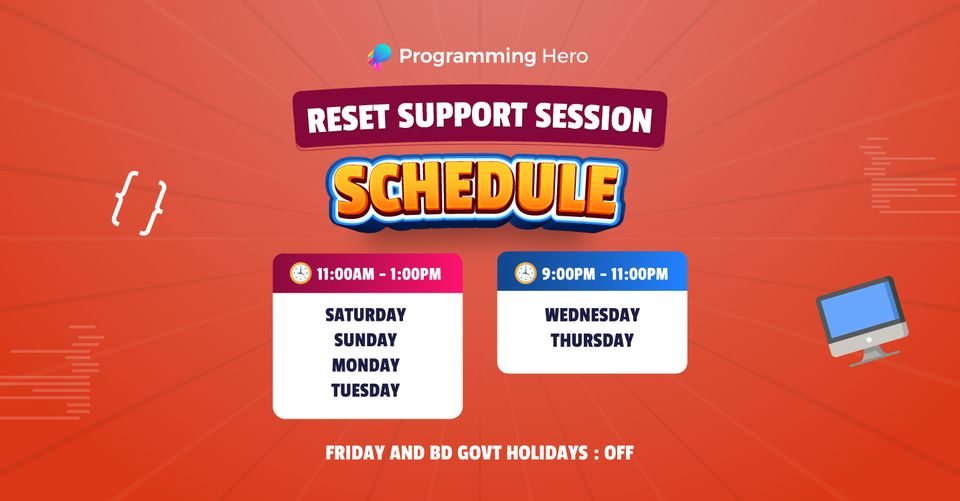 Programming Hero
RESET SUPPORT SESSION
SCHEDULE
11:00AM - 1:00PM
SATURDAY
SUNDAY
MONDAY
TUESDAY
9:00PM - 11:00PM
WEDNESDAY
THURSDAY
FRIDAY AND BD GOVT HOLIDAYS : OFF
{ }